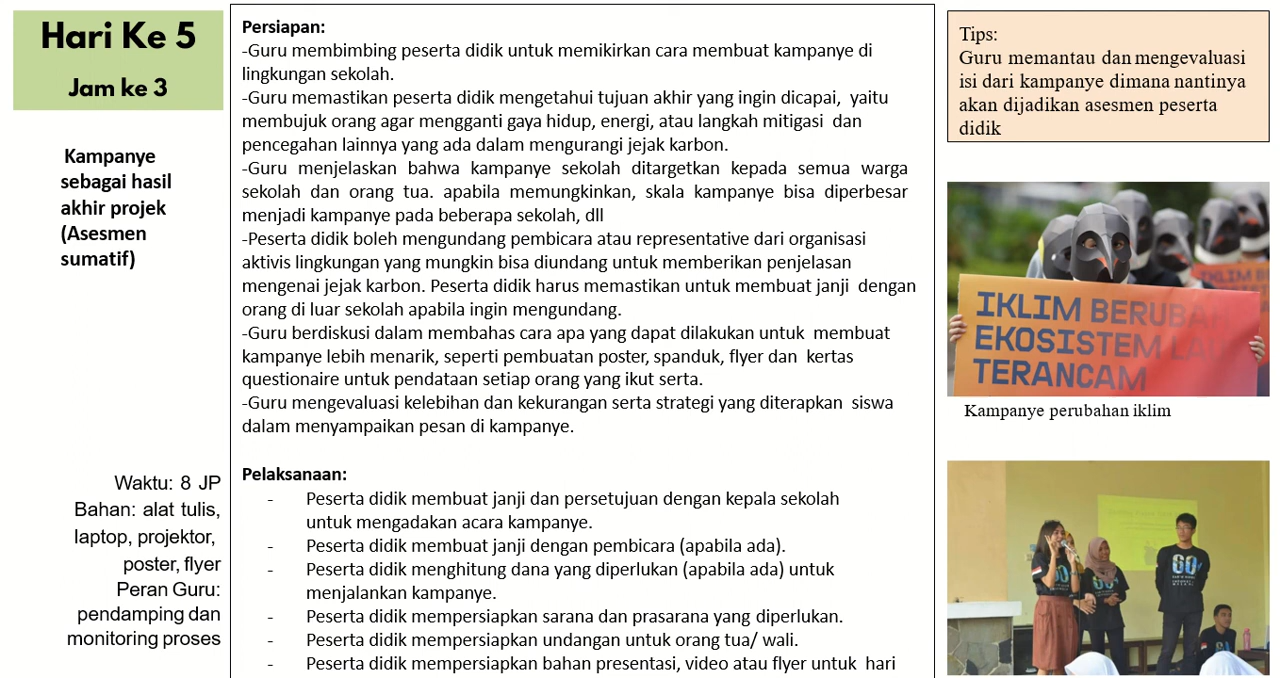 Hari Ke 5
Jam ke 3
Kampanye
sebagai hasil
akhir projek
(Asesmen
sumatif)
Waktu: 8 JP
Bahan: alat tulis,
laptop, projektor,
poster, flyer
Peran Guru:
pendamping dan
monitoring proses
Persiapan:
-Guru membimbing peserta didik untuk memikirkan cara membuat kampanye di
lingkungan sekolah.
-Guru memastikan peserta didik mengetahui tujuan akhir yang ingin dicapai, yaitu
membujuk orang agar mengganti gaya hidup, energi, atau langkah mitigasi dan
pencegahan lainnya yang ada dalam mengurangi jejak karbon.
-Guru menjelaskan bahwa kampanye sekolah ditargetkan kepada semua warga
sekolah dan orang tua. apabila memungkinkan, skala kampanye bisa diperbesar
menjadi kampanye pada beberapa sekolah, dll
-Peserta didik boleh mengundang pembicara atau representative dari organisasi
aktivis lingkungan yang mungkin bisa diundang untuk memberikan penjelasan
mengenai jejak karbon. Peserta didik harus memastikan untuk membuat janji dengan
orang di luar sekolah apabila ingin mengundang.
-Guru berdiskusi dalam membahas cara apa yang dapat dilakukan untuk membuat
kampanye lebih menarik, seperti pembuatan poster, spanduk, flyer dan kertas
questionaire untuk pendataan setiap orang yang ikut serta.
-Guru mengevaluasi kelebihan dan kekurangan serta strategi yang diterapkan siswa
dalam menyampaikan pesan di kampanye.
Pelaksanaan:
- Peserta didik membuat janji dan persetujuan dengan kepala sekolah
untuk mengadakan acara kampanye.
- Peserta didik membuat janji dengan pembicara (apabila ada).
- Peserta didik menghitung dana yang diperlukan (apabila ada) untuk
menjalankan kampanye.
- Peserta didik mempersiapkan sarana dan prasarana yang diperlukan.
- Peserta didik mempersiapkan undangan untuk orang tua/ wali.
- Peserta didik mempersiapkan bahan presentasi, video atau flyer untuk hari
Tips:
Guru memantau dan mengevaluasi
isi dari kampanye dimana nantinya
akan dijadikan asesmen peserta
didik
IKLIM BERUBAH
EKOSISTEM LAUT
TERANCAM
IKLIM
Kampanye perubahan iklim
60
60